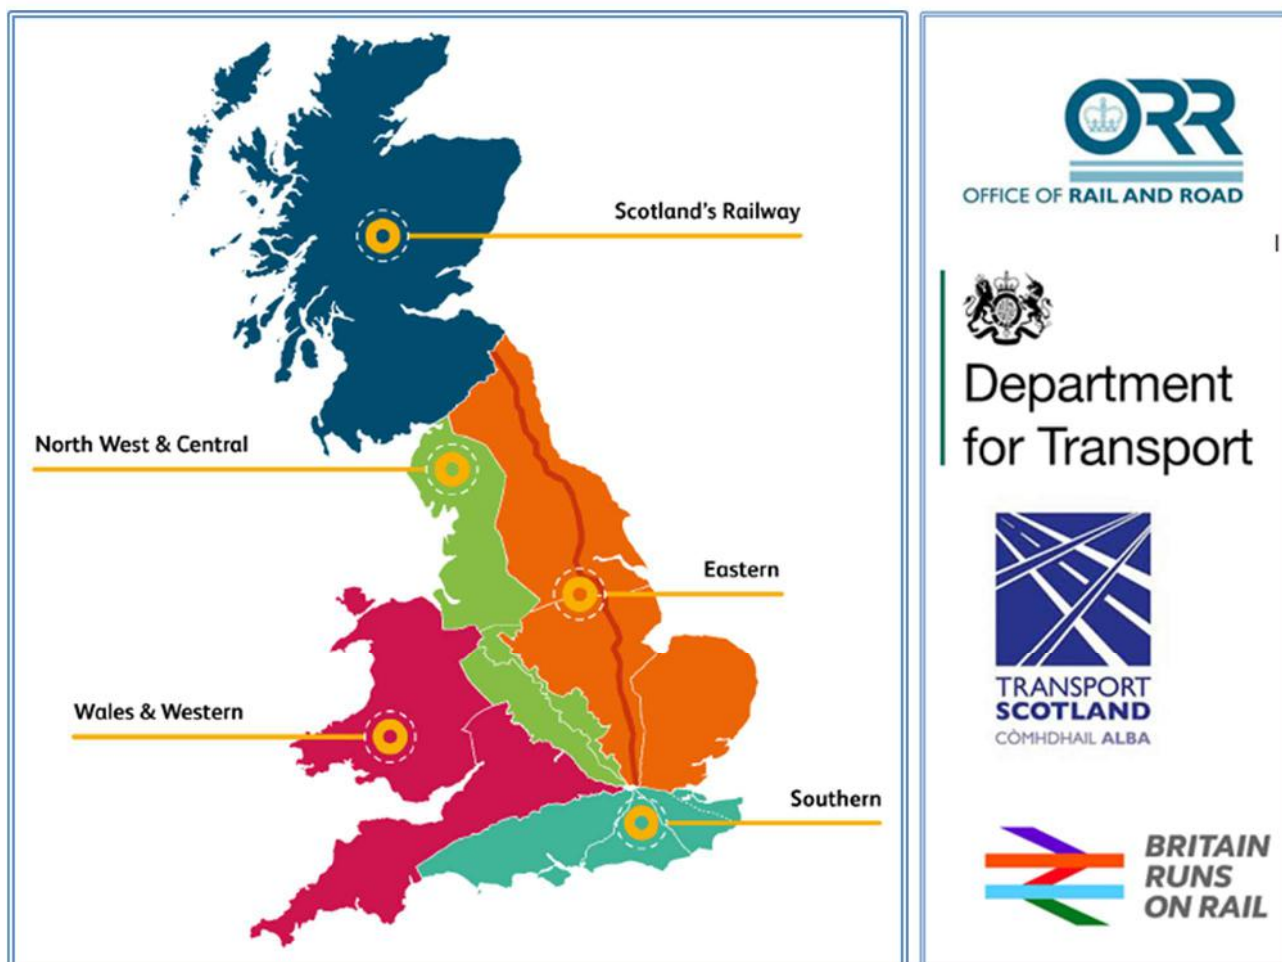 Scotland's Railway
North West & Central
Eastern
Wales & Western
Southern
ORR
OFFICE OF RAIL AND ROAD
Department
for Transport
TRANSPORT
SCOTLAND
CÒMHDHAIL ALBA
BRITAIN
RUNS
ON RAIL